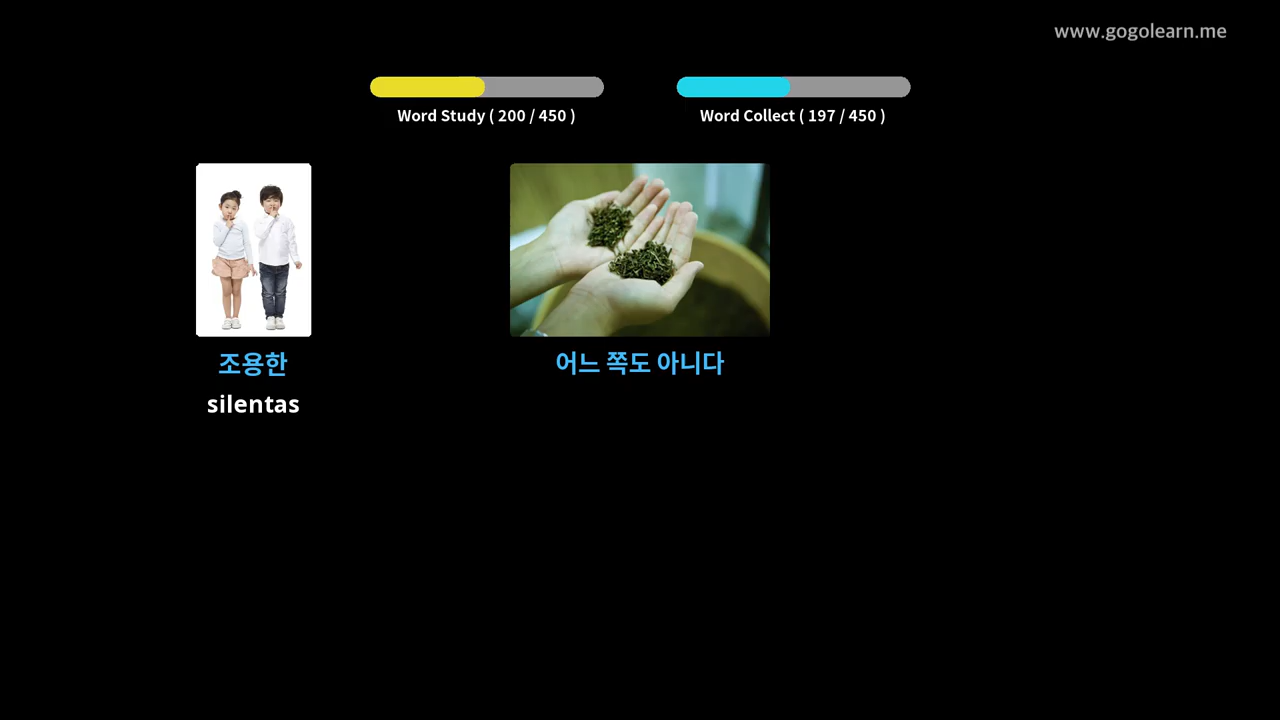 www.gogolearn.me
Word Study ( 200 / 450 )
Word Collect ( 197 / 450 )
조용한
silentas
어느 쪽도 아니다